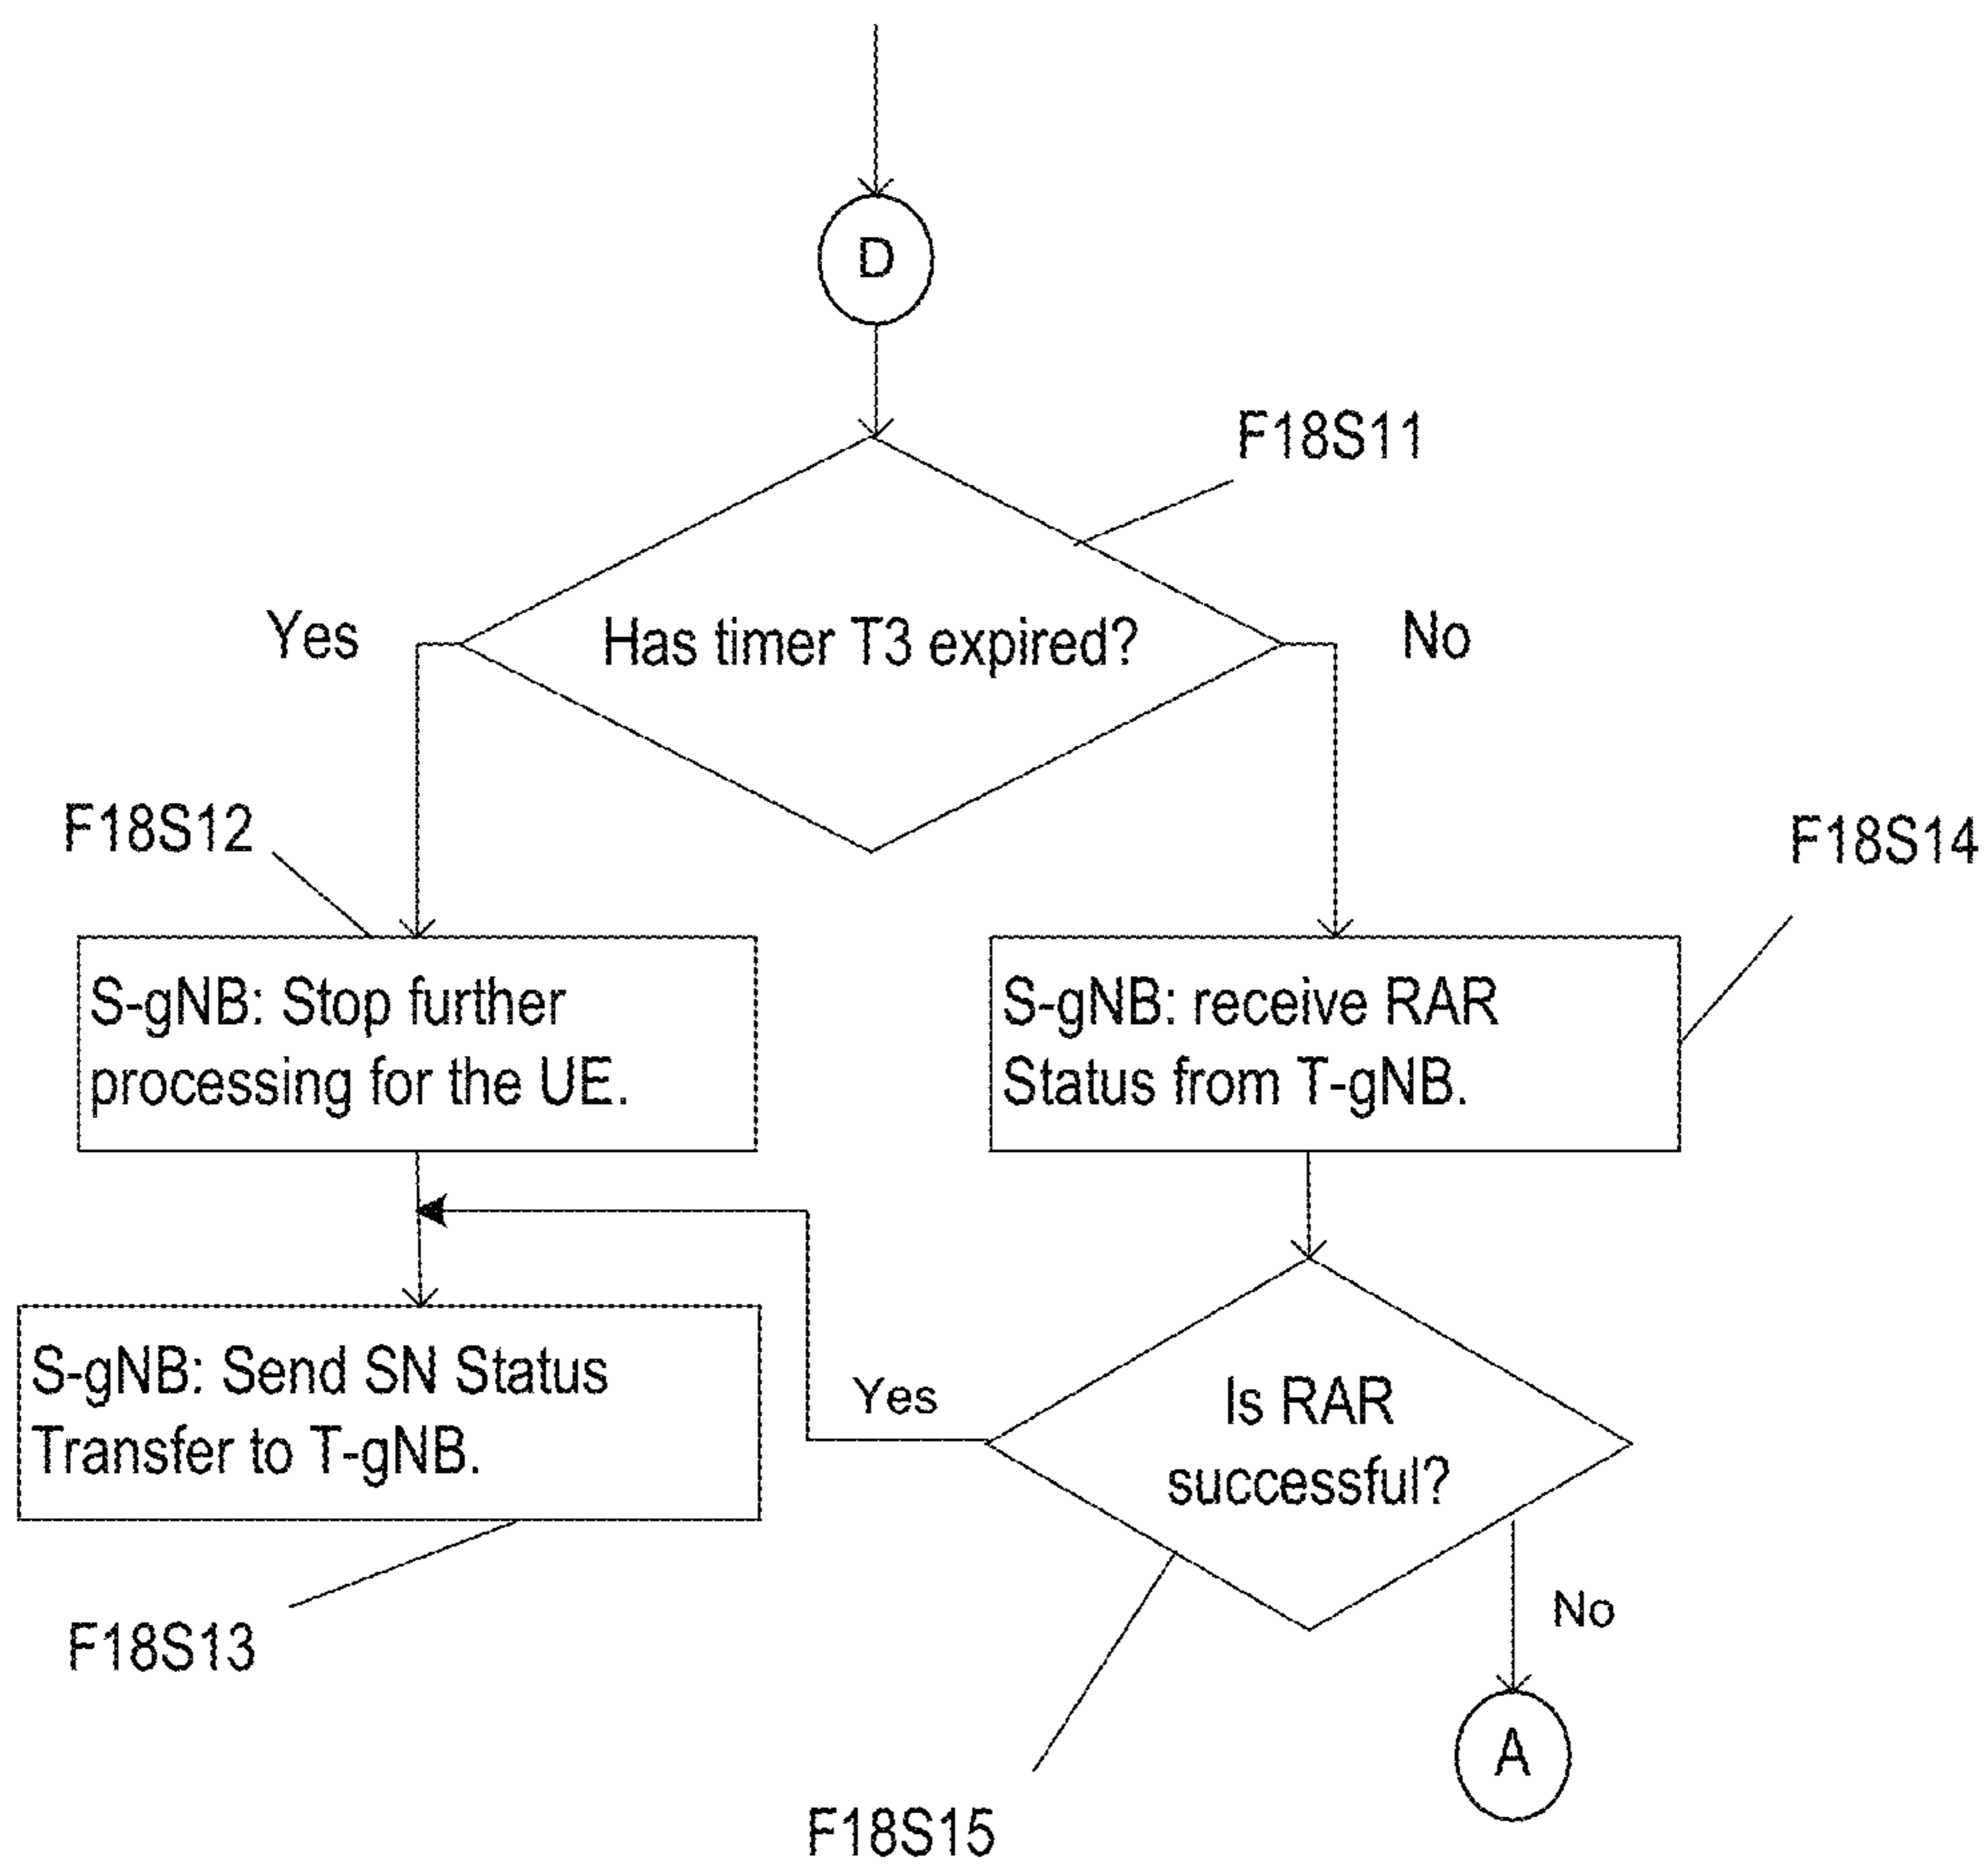 D
F18S11
Yes
Has timer T3 expired?
No
F18S12
F18S14
S-gNB: Stop further
processing for the UE.
S-gNB: receive RAR
Status from T-gNB.
S-gNB: Send SN Status
Transfer to T-gNB.
Yes
Is RAR
successful?
No
F18S13
A
F18S15